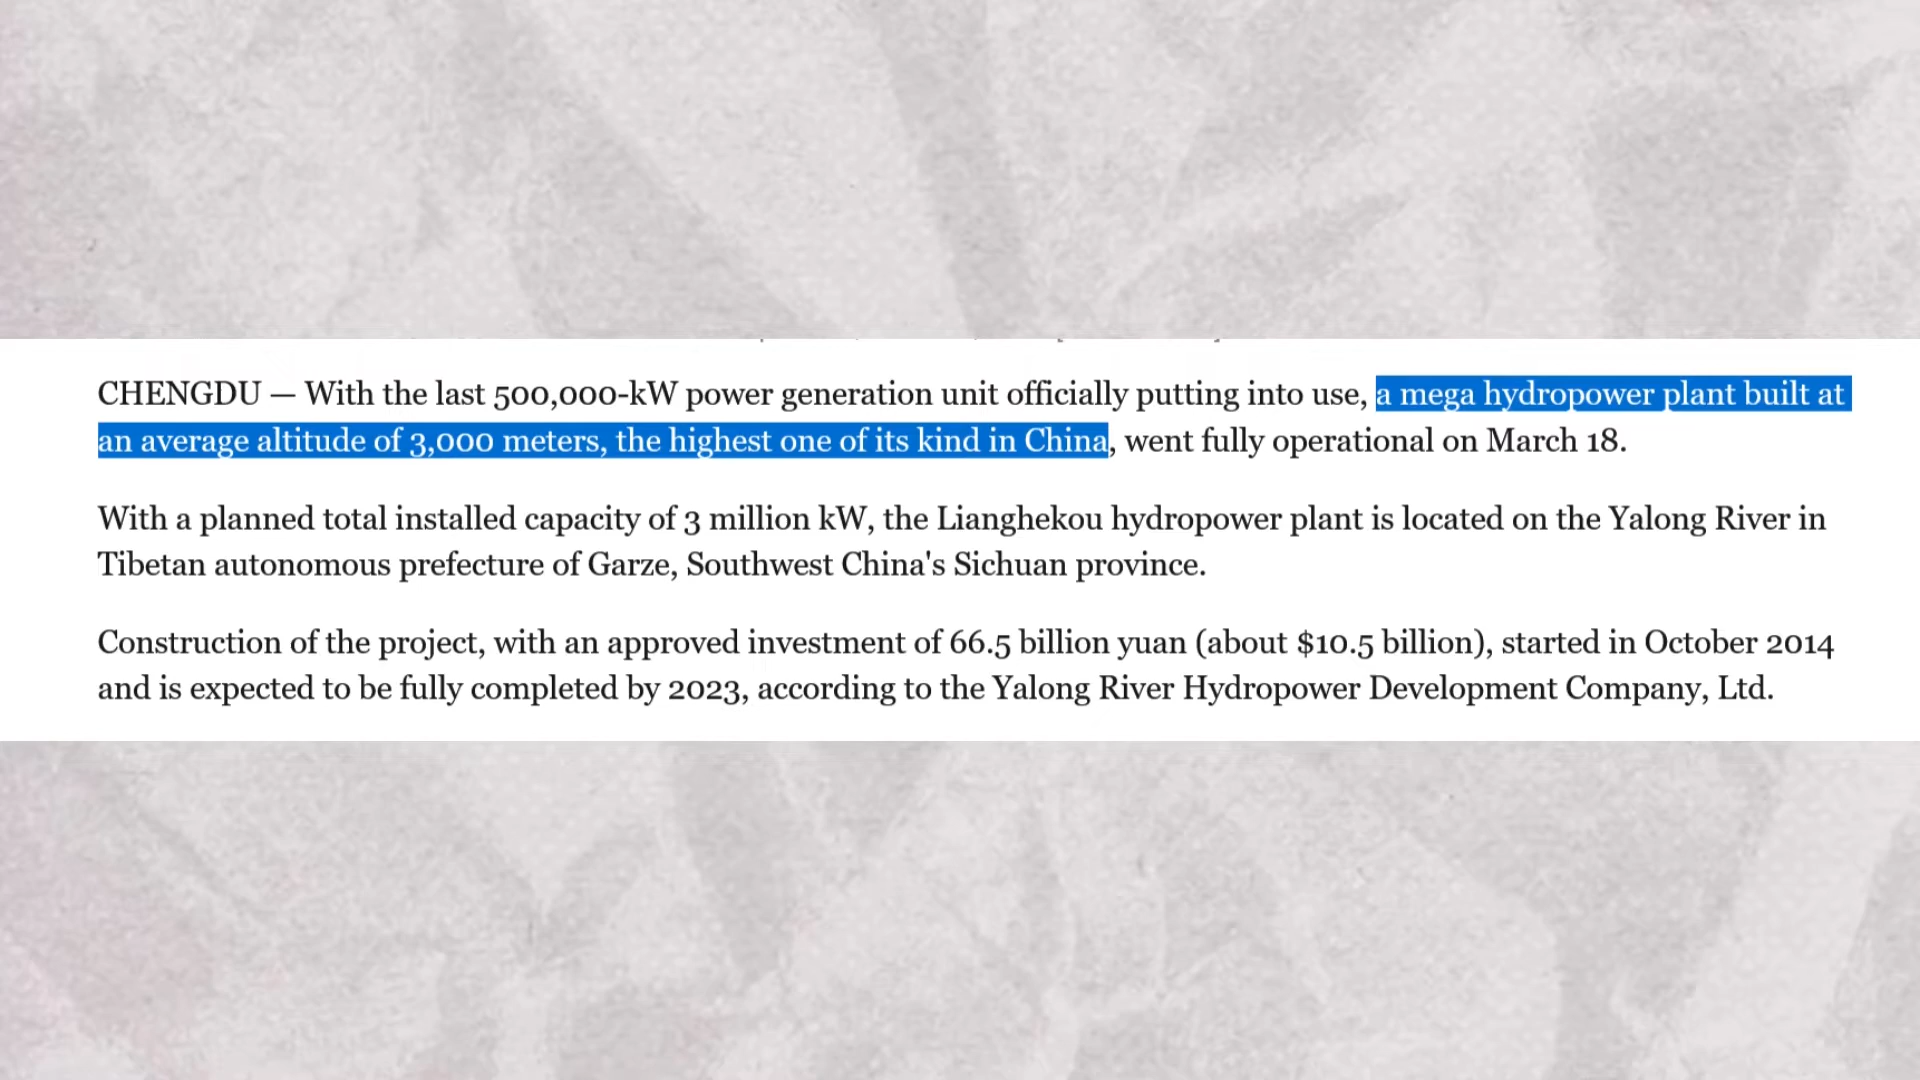 CHENGDU — With the last 500,000-kW power generation unit officially putting into use, a mega hydropower plant built at
an average altitude of 3,000 meters, the highest one of its kind in China, went fully operational on March 18.
With a planned total installed capacity of 3 million kW, the Lianghekou hydropower plant is located on the Yalong River in
Tibetan autonomous prefecture of Garze, Southwest China's Sichuan province.
Construction of the project, with an approved investment of 66.5 billion yuan (about $10.5 billion), started in October 2014
and is expected to be fully completed by 2023, according to the Yalong River Hydropower Development Company, Ltd.